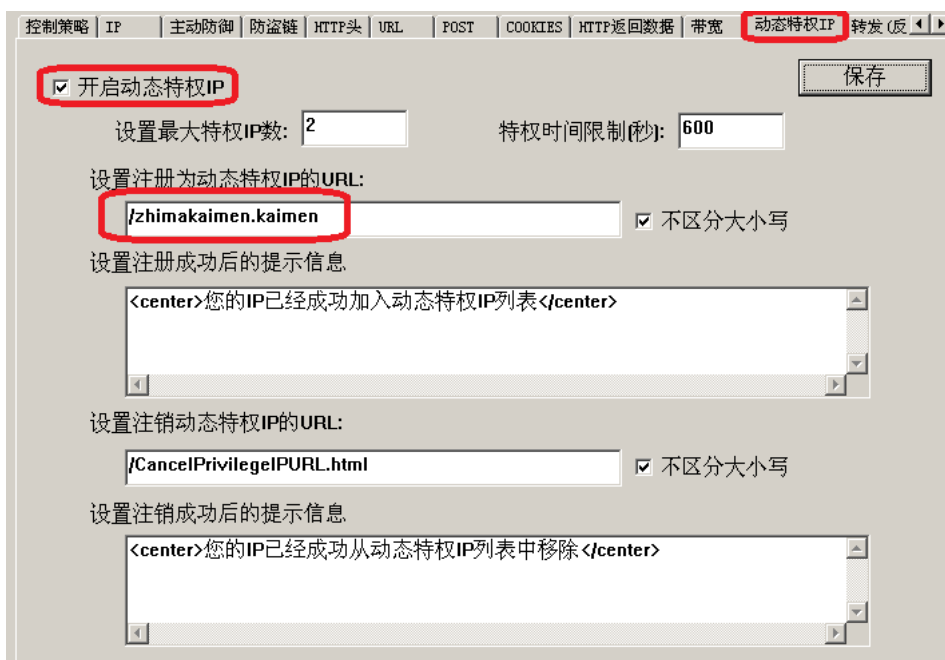 控制策略 IP 主动防御 防盗链 HTTP头 URL POST COOKIES HTTP返回数据 带宽 动态特权IP 转发(反
开启动态特权IP 保存
设置最大特权IP数: 2 特权时间限制(秒): 600
设置注册为动态特权IP的URL:
/zhimakaimen.kaimen 不区分大小写
设置注册成功后的提示信息
<center>您的IP已经成功加入动态特权IP列表</center>
设置注销动态特权IP的URL:
/CancelPrivilegeIPURL.html 不区分大小写
设置注销成功后的提示信息
<center>您的IP已经成功从动态特权IP列表中移除</center>